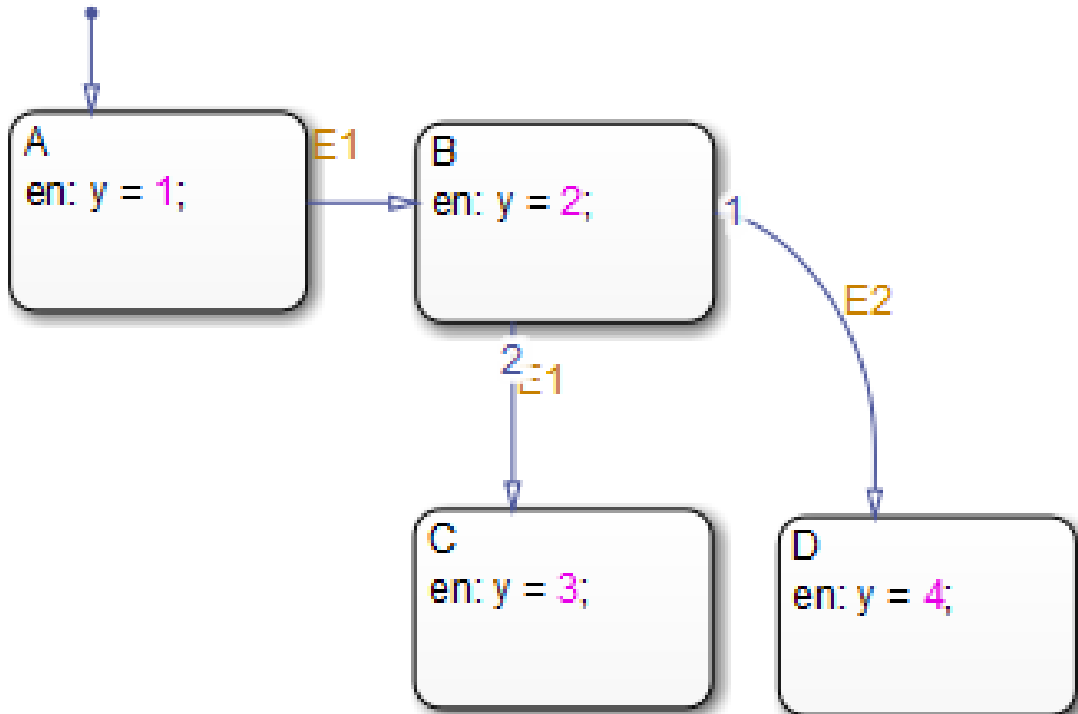 A
en: y = 1;
E1
B
en: y = 2;
1
E2
2
E1
C
en: y = 3;
D
en: y = 4;